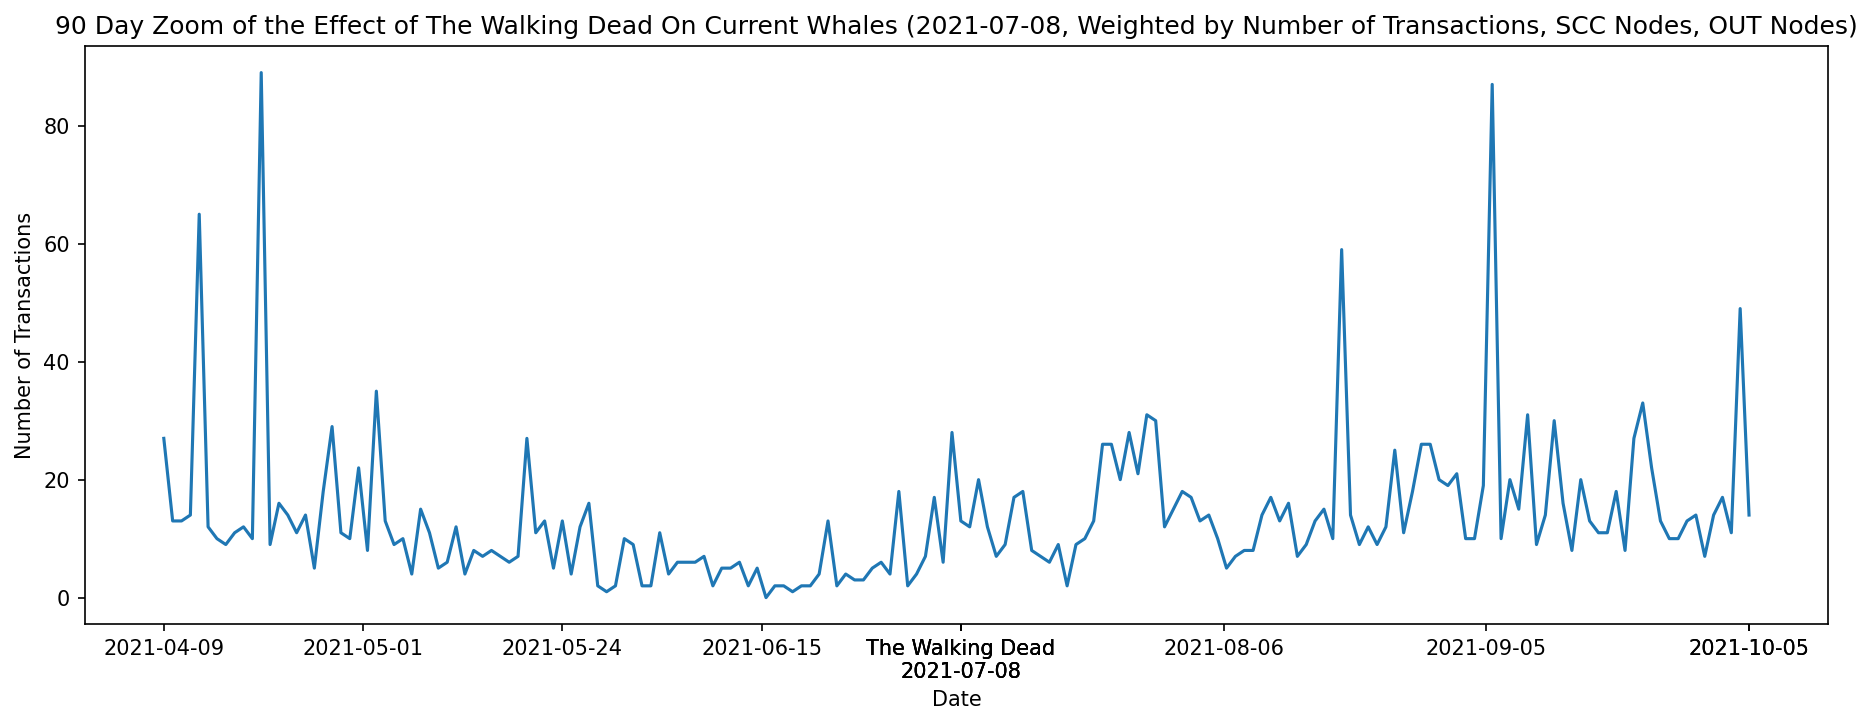 90 Day Zoom of the Effect of The Walking Dead On Current Whales (2021-07-08, Weighted by Number of Transactions, SCC Nodes, OUT Nodes)
Number of Transactions
80
60
40
20
0
2021-04-09 2021-05-01 2021-05-24 2021-06-15 The Walking Dead 2021-08-06 2021-09-05 2021-10-05
2021-07-08
Date